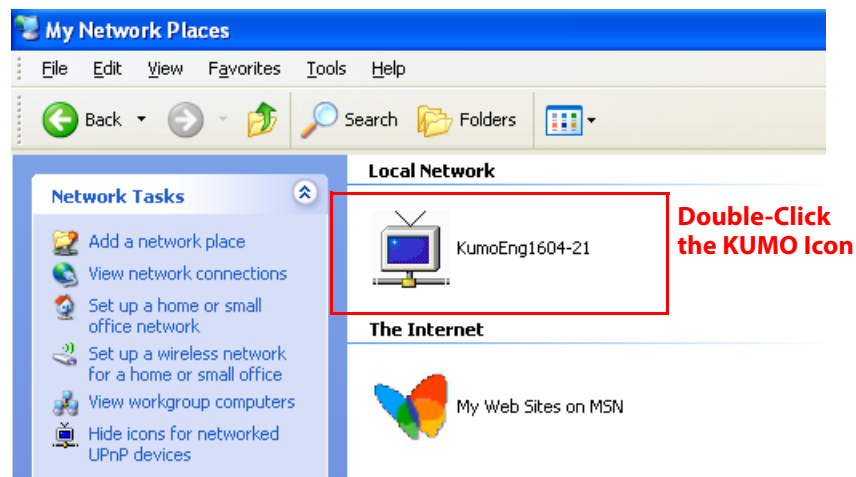 My Network Places
File Edit View Favorites Tools Help
Back Search Folders
Network Tasks
Add a network place
View network connections
Set up a home or small
office network
Set up a wireless network
for a home or small office
View workgroup computers
Hide icons for networked
UPnP devices
Local Network
KumoEng1604-21
Double-Click
the KUMO Icon
The Internet
My Web Sites on MSN